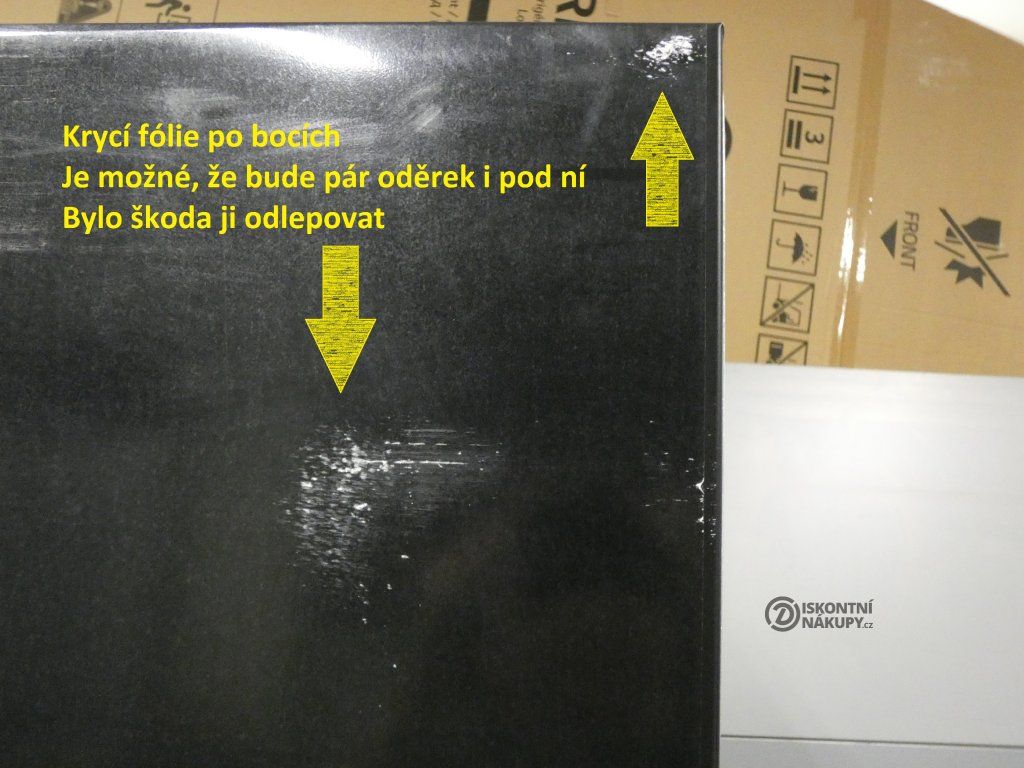 Krycí fólie po bocích
Je možné, že bude pár oděrek i pod ní
Bylo škoda ji odlepovat
FRONT
3
DISKONTNÍ
NÁKUPY.cz